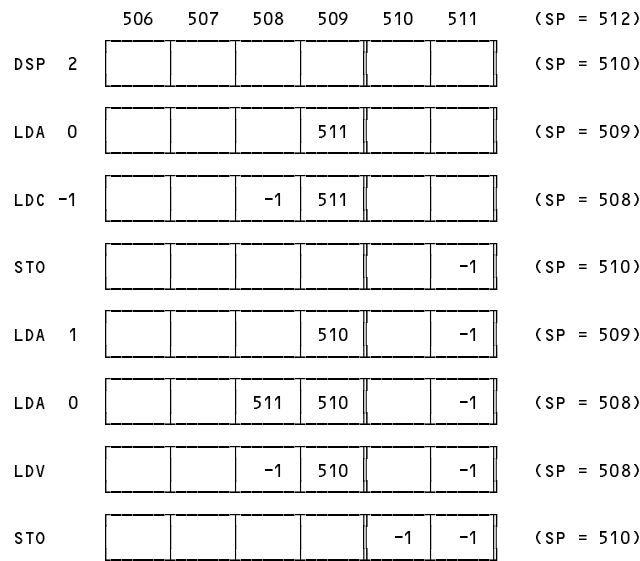 506 507 508 509 510 511 (SP = 512)
DSP 2 (SP = 510)
LDA 0 511 (SP = 509)
LDC -1 -1 511 (SP = 508)
STO -1 (SP = 510)
LDA 1 510 -1 (SP = 509)
LDA 0 511 510 -1 (SP = 508)
LDV -1 510 -1 (SP = 508)
STO -1 -1 (SP = 510)